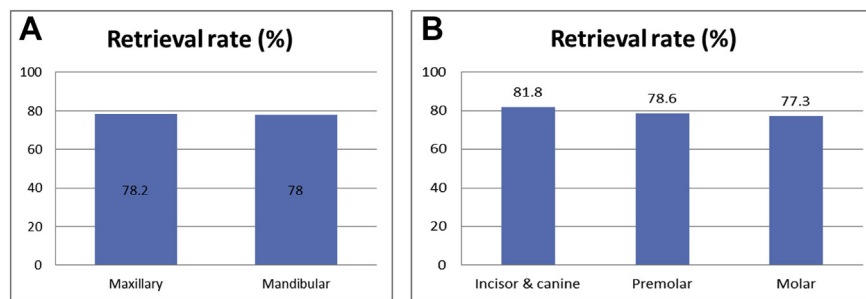 A
Retrieval rate (%)
100
80
60
40
20
0
78.2
78
Maxillary
Mandibular
B
Retrieval rate (%)
100
80
60
40
20
0
81.8
78.6
77.3
Incisor & canine
Premolar
Molar